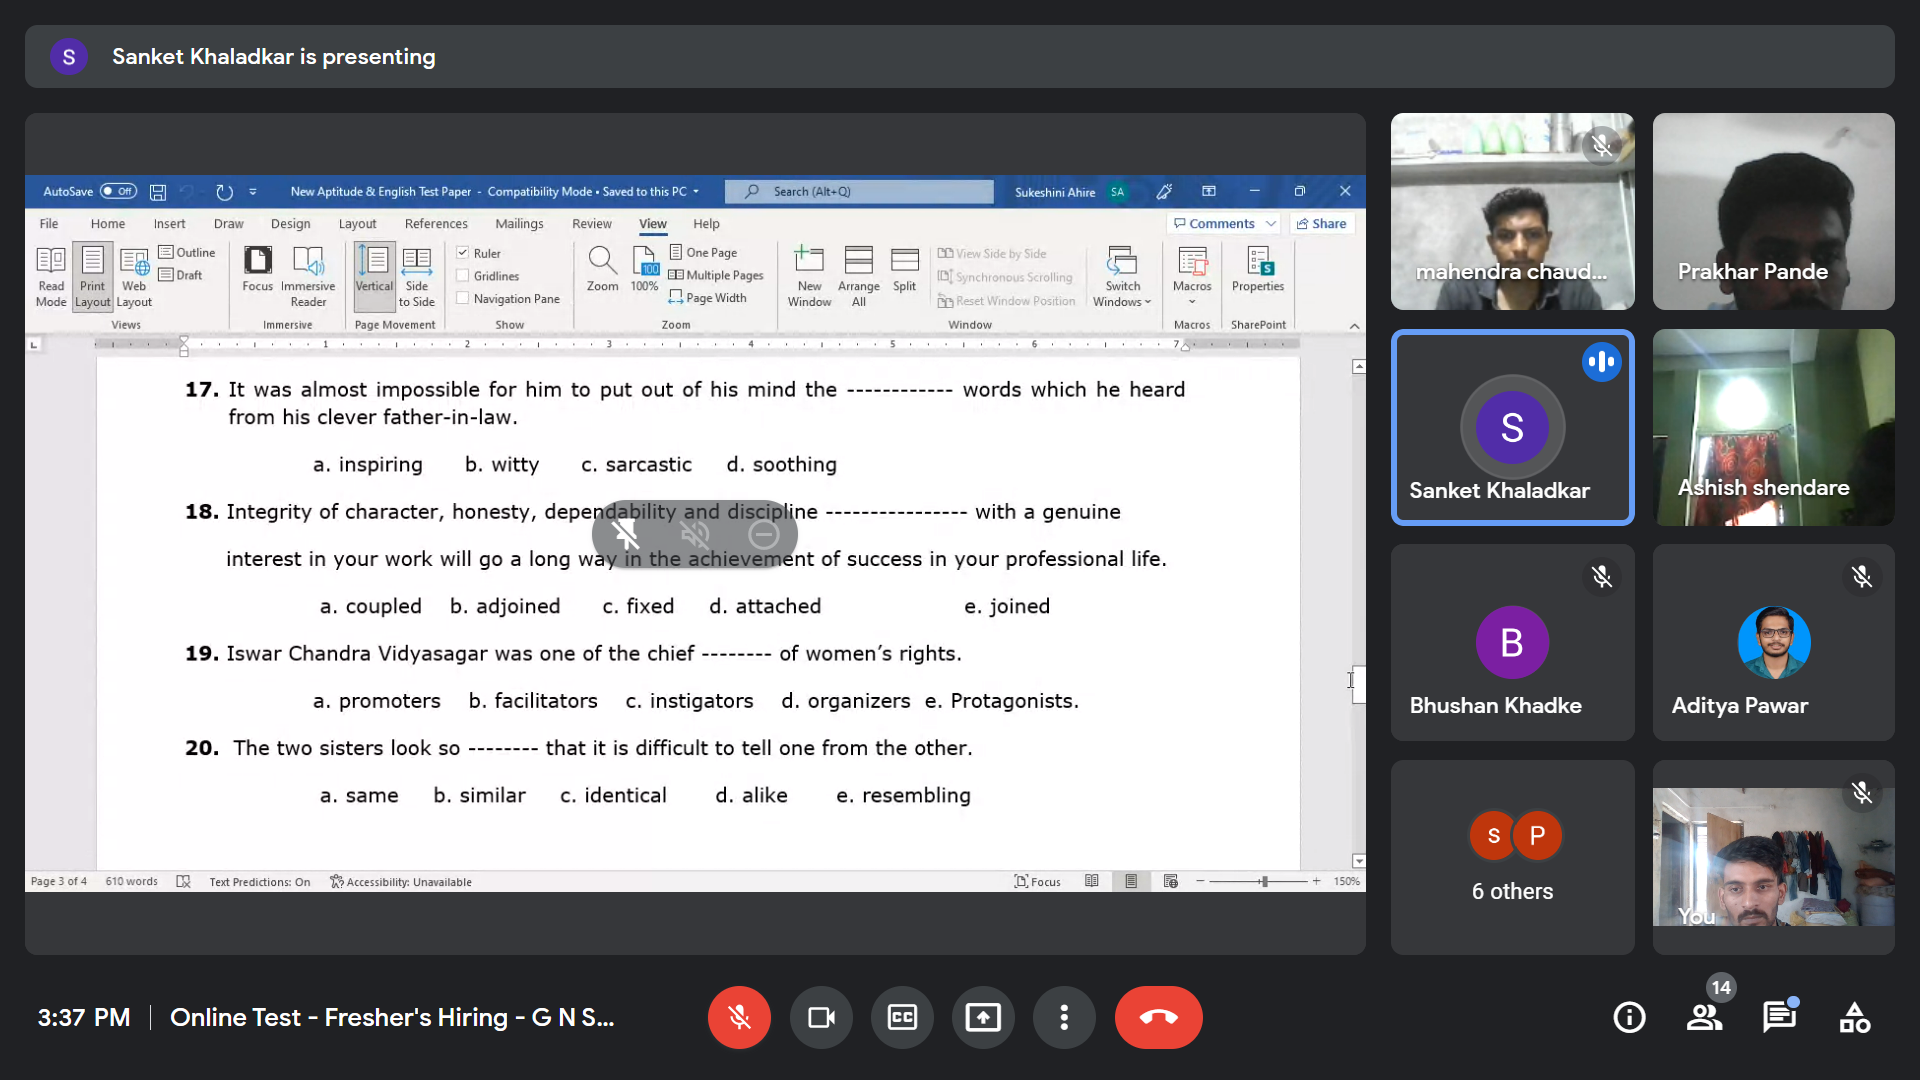 S Sanket Khaladkar is presenting
AutoSave Off New Aptitude & English Test Paper - Compatibility Mode • Saved to this PC Search (Alt+Q) Sukeshini Ahire SA
File Home Insert Draw Design Layout References Mailings Review View Help Comments Share
Read Mode Print Layout Web Layout Outline Draft
Views
Focus Immersive Reader
Immersive
Vertical Side to Side
Page Movement
Ruler Gridlines Navigation Pane
Show
Zoom 100% One Page Multiple Pages Page Width
Zoom
New Window Arrange All Split View Side by Side Synchronous Scrolling Reset Window Position Switch Windows
Window
Macros
Macros
Properties
SharePoint
1 2 3 4 5 6 7
17. It was almost impossible for him to put out of his mind the ------------ words which he heard
from his clever father-in-law.
a. inspiring b. witty c. sarcastic d. soothing
18. Integrity of character, honesty, dependability and discipline ---------------- with a genuine
interest in your work will go a long way in the achievement of success in your professional life.
a. coupled b. adjoined c. fixed d. attached e. joined
19. Iswar Chandra Vidyasagar was one of the chief -------- of women’s rights.
a. promoters b. facilitators c. instigators d. organizers e. Protagonists.
20. The two sisters look so -------- that it is difficult to tell one from the other.
a. same b. similar c. identical d. alike e. resembling
Page 3 of 4 610 words Text Predictions: On Accessibility: Unavailable Focus 150%
mahendra chaud...
Prakhar Pande
S
Sanket Khaladkar
Ashish shendare
B
Bhushan Khadke
Aditya Pawar
s P
6 others
You
3:37 PM Online Test - Fresher's Hiring - G N S...
CC
14